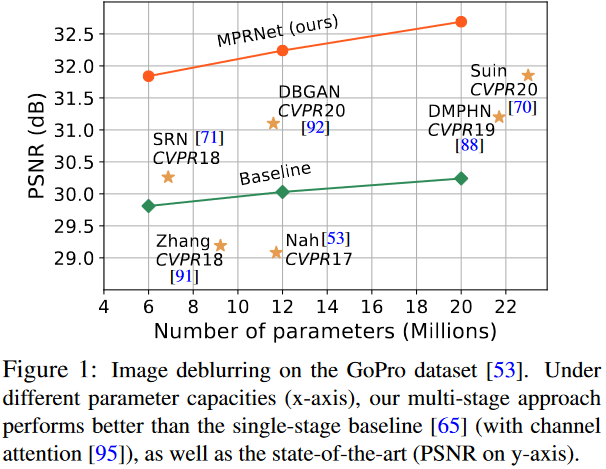 32.5
32.0
31.5
31.0
30.5
30.0
29.5
29.0
PSNR (dB)
MPRNet (ours)
Suin
CVPR20
[70]
DBGAN
CVPR20
[92]
DMPHN
CVPR19
[88]
SRN [71]
CVPR18
Baseline
Zhang
CVPR18
[91]
Nah[53]
CVPR17
4 6 8 10 12 14 16 18 20 22
Number of parameters (Millions)
Figure 1: Image deblurring on the GoPro dataset [53]. Under
different parameter capacities (x-axis), our multi-stage approach
performs better than the single-stage baseline [65] (with channel
attention [95]), as well as the state-of-the-art (PSNR on y-axis).